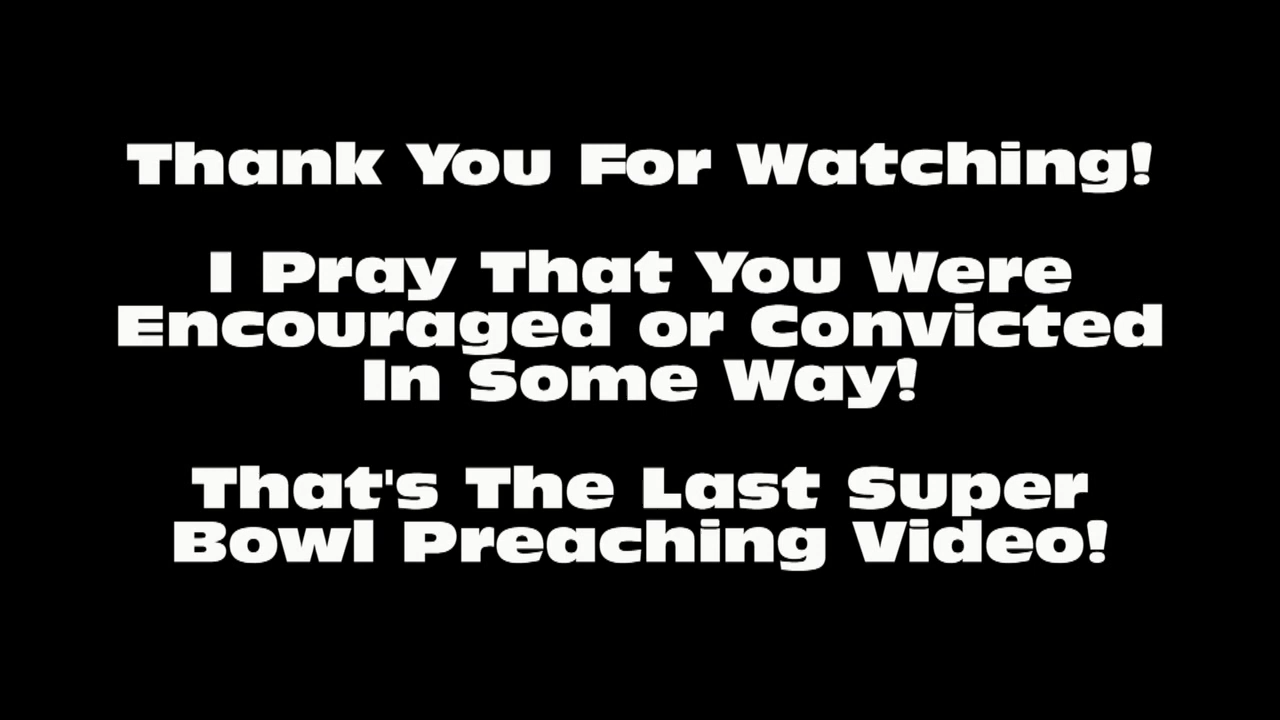 Thank You For Watching!
I Pray That You Were
Encouraged or Convicted
In Some Way!
That's The Last Super
Bowl Preaching Video!